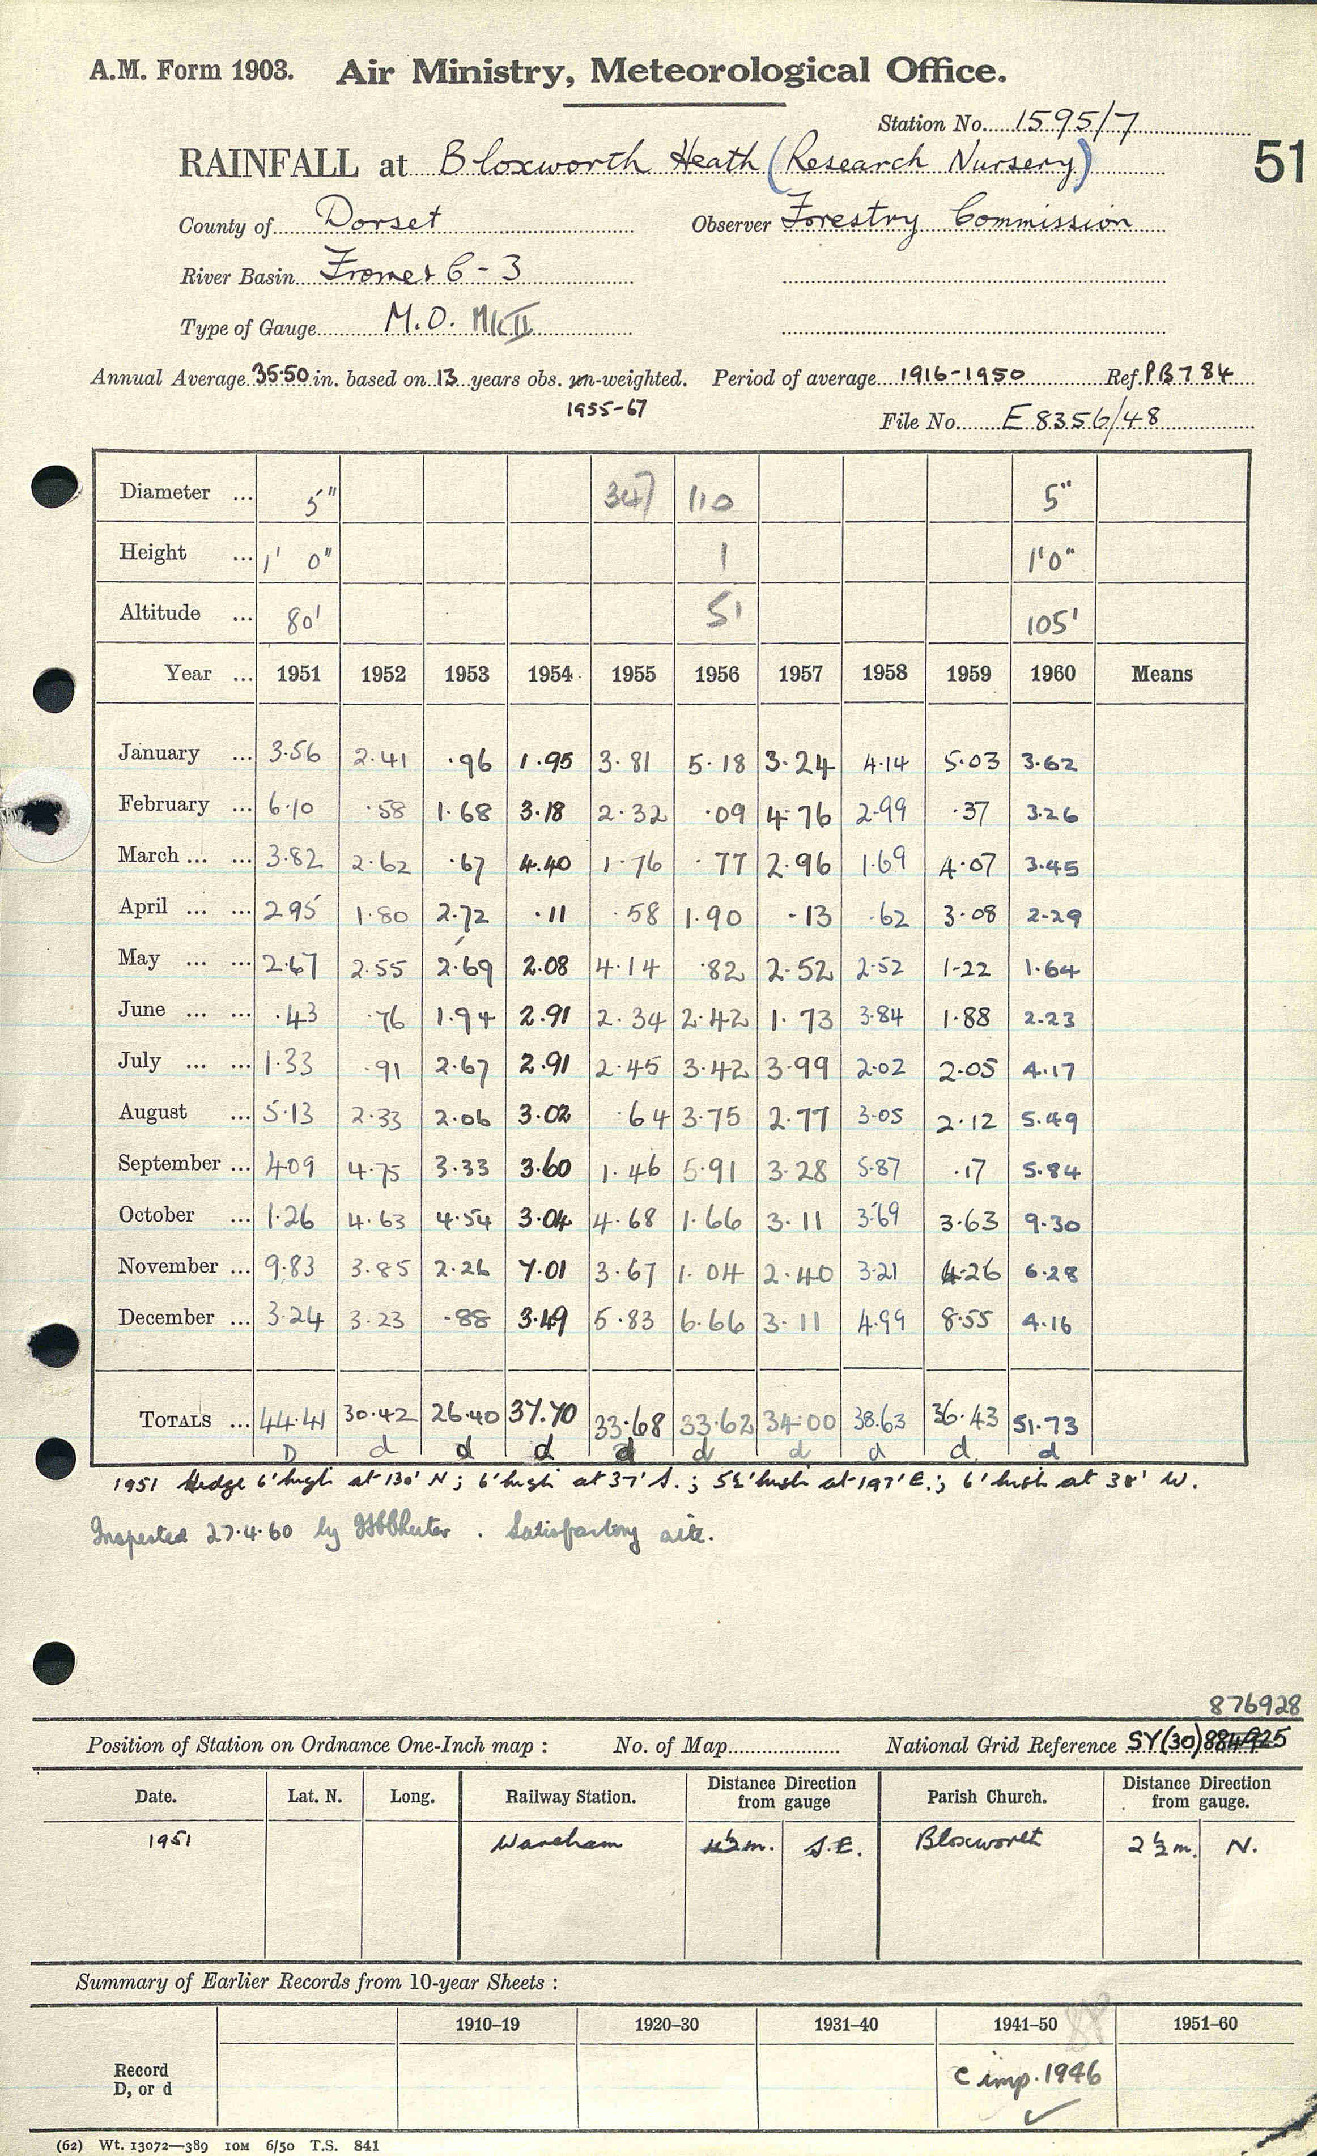 A.M. Form 1903. Air Ministry, Meteorological Office.
Station No. 1595/7
RAINFALL at Bloxworth Heath (Research Nursery) 51
County of Dorset Observer Forestry Commission
River Basin Frome & C-3
Type of Gauge M.O. Mk II
Annual Average 35.50 in. based on 13 years obs. un-weighted. Period of average 1916-1950 Ref. PB784
1955-67
File No. E 8356/48
Diameter ... 5" 347 110 5"
Height ... 1' 0" 1 1'0"
Altitude ... 80' 51 105'
Year ... 1951 1952 1953 1954 1955 1956 1957 1958 1959 1960 Means
January ... 3.56 2.41 .96 1.95 3.81 5.18 3.24 4.14 5.03 3.62
February ... 6.10 .58 1.68 3.18 2.32 .09 4.76 2.99 .37 3.26
March ... ... 3.82 2.62 .67 4.40 1.76 .77 2.96 1.69 4.07 3.45
April ... ... 2.95 1.80 2.72 .11 .58 1.90 .13 .62 3.08 2.29
May ... ... 2.67 2.55 2.69 2.08 4.14 .82 2.52 2.52 1.22 1.64
June ... ... .43 .76 1.94 2.91 2.34 2.42 1.73 3.84 1.88 2.23
July ... ... 1.33 .91 2.67 2.91 2.45 3.42 3.99 2.02 2.05 4.17
August ... 5.13 2.33 2.06 3.02 .64 3.75 2.77 3.05 2.12 5.49
September ... 4.09 4.75 3.33 3.60 1.46 5.91 3.28 5.87 .17 5.84
October ... 1.26 4.63 4.54 3.04 4.68 1.66 3.11 3.69 3.63 9.30
November ... 9.83 3.85 2.26 7.01 3.67 1.04 2.40 3.21 4.26 6.28
December ... 3.24 3.23 .88 3.49 5.83 6.66 3.11 4.99 8.55 4.16
TOTALS ... 44.41 30.42 26.40 37.70 33.68 33.62 34.00 38.63 36.43 51.73
D d d d d d d d d d
1951 Hedge 6' high at 130' N; 6' high at 37' S.; 5½' high at 197' E.; 6' high at 38' W.
Inspected 27.4.60 by . Satisfactory site.
876928
Position of Station on Ordnance One-Inch map : No. of Map National Grid Reference SY(30)884925
Date. Lat. N. Long. Railway Station. Distance from gauge Direction Parish Church. Distance from gauge. Direction
1951 Wareham 4½ m. S.E. Bloxworth 2½ m. N.
Summary of Earlier Records from 10-year Sheets :
1910–19 1920–30 1931–40 1941–50 1951–60
Record
D, or d
c imp. 1946
(62) Wt. 13072—389 10M 6/50 T.S. 841